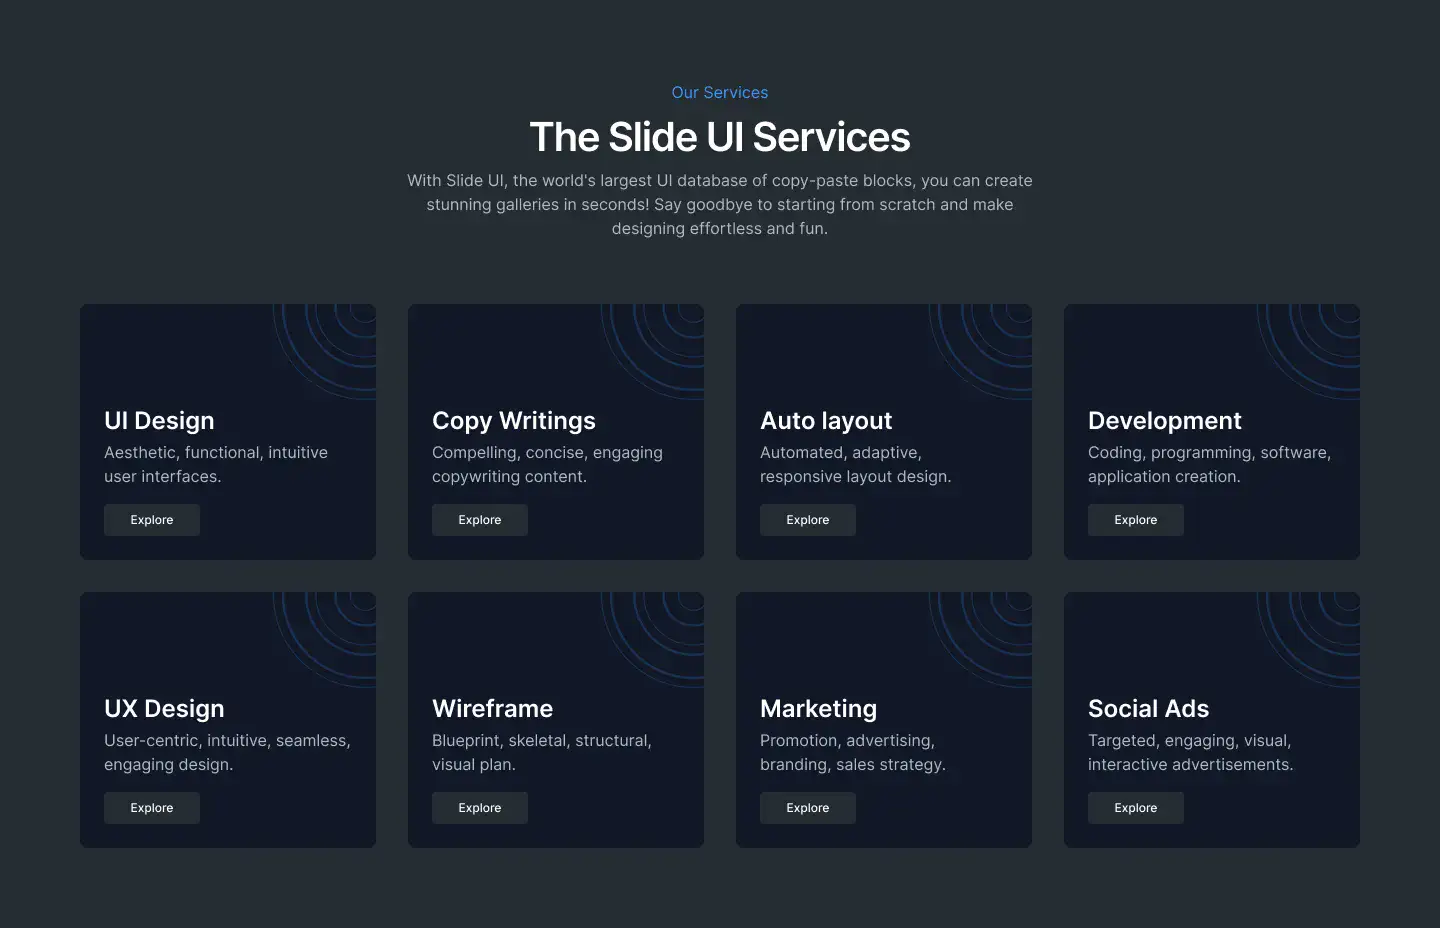 Our Services
The Slide UI Services
With Slide UI, the world's largest UI database of copy-paste blocks, you can create
stunning galleries in seconds! Say goodbye to starting from scratch and make
designing effortless and fun.
UI Design
Aesthetic, functional, intuitive
user interfaces.
Explore
Copy Writings
Compelling, concise, engaging
copywriting content.
Explore
Auto layout
Automated, adaptive,
responsive layout design.
Explore
Development
Coding, programming, software,
application creation.
Explore
UX Design
User-centric, intuitive, seamless,
engaging design.
Explore
Wireframe
Blueprint, skeletal, structural,
visual plan.
Explore
Marketing
Promotion, advertising,
branding, sales strategy.
Explore
Social Ads
Targeted, engaging, visual,
interactive advertisements.
Explore